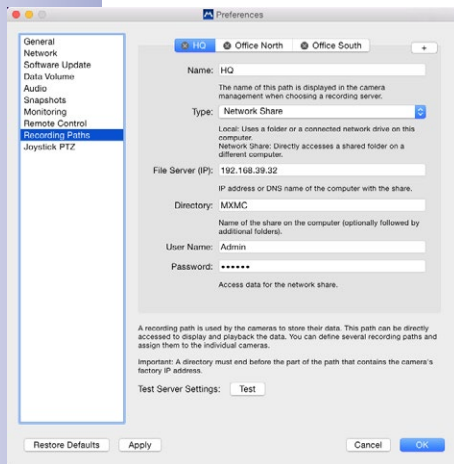 Preferences
General
Network
Software Update
Data Volume
Audio
Snapshots
Monitoring
Remote Control
Recording Paths
Joystick PTZ
HQ
Office North
Office South
+
Name: HQ
The name of this path is displayed in the camera
management when choosing a recording server.
Type: Network Share
Local: Uses a folder or a connected network drive on this
computer.
Network Share: Directly accesses a shared folder on a
different computer.
File Server (IP): 192.168.39.32
IP address or DNS name of the computer with the share.
Directory: MXMC
Name of the share on the computer (optionally followed by
additional folders).
User Name: Admin
Password: ••••••
Access data for the network share.
A recording path is used by the cameras to store their data. This path can be directly
accessed to display and playback the data. You can define several recording paths and
assign them to the individual cameras.
Important: A directory must end before the part of the path that contains the camera's
factory IP address.
Test Server Settings: Test
Restore Defaults
Apply
Cancel
OK